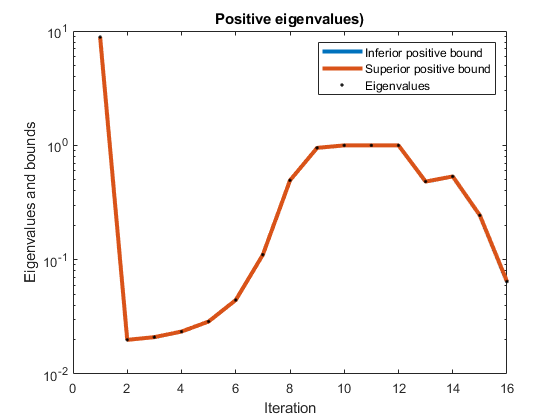 Positive eigenvalues)
Eigenvalues and bounds
10^1
10^0
10^-1
10^-2
Inferior positive bound
Superior positive bound
Eigenvalues
0 2 4 6 8 10 12 14 16
Iteration